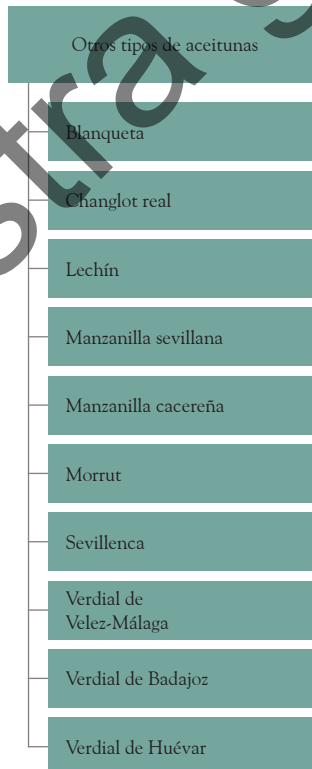 Otros tipos de aceitunas
Blanqueta
Changlot real
Lechín
Manzanilla sevillana
Manzanilla cacereña
Morrut
Sevillenca
Verdial de
Velez-Málaga
Verdial de Badajoz
Verdial de Huévar